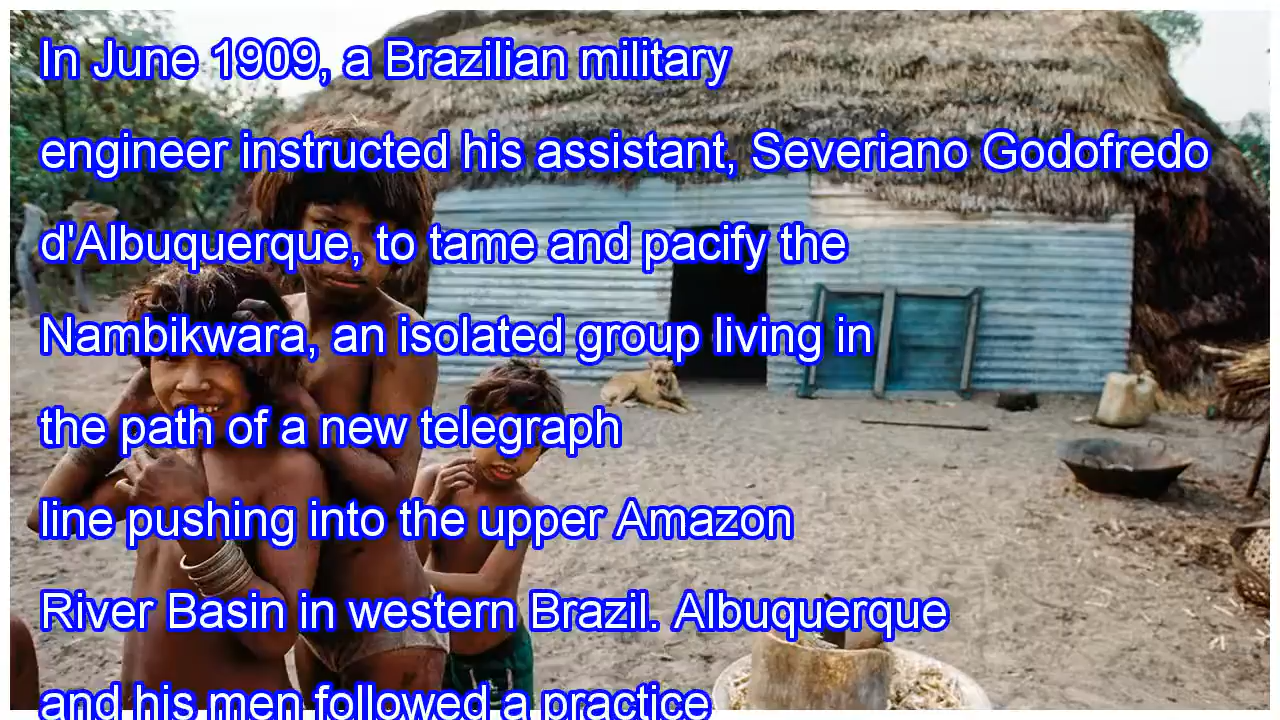 In June 1909, a Brazilian military
engineer instructed his assistant, Severiano Godofredo
d'Albuquerque, to tame and pacify the
Nambikwara, an isolated group living in
the path of a new telegraph
line pushing into the upper Amazon
River Basin in western Brazil. Albuquerque
and his men followed a practice